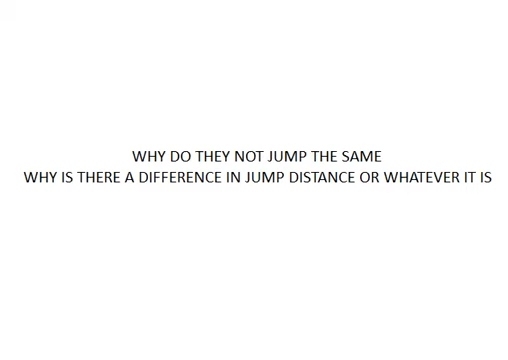 WHY DO THEY NOT JUMP THE SAME
WHY IS THERE A DIFFERENCE IN JUMP DISTANCE OR WHATEVER IT IS